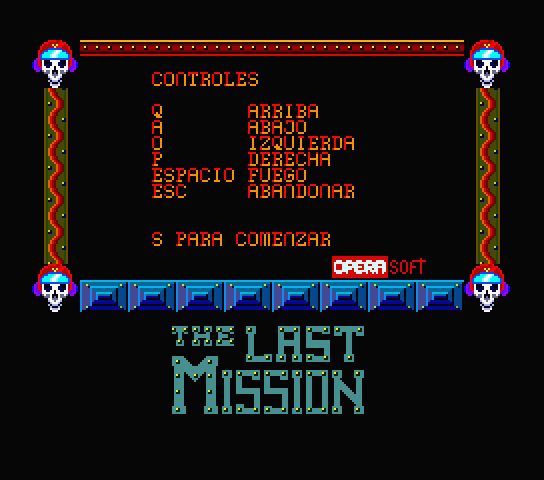 CONTROLES
Q ARRIBA
A ABAJO
O IZQUIERDA
P DERECHA
ESPACIO FUEGO
ESC ABANDONAR
S PARA COMENZAR
OPERA SOFT
THE LAST
MISSION